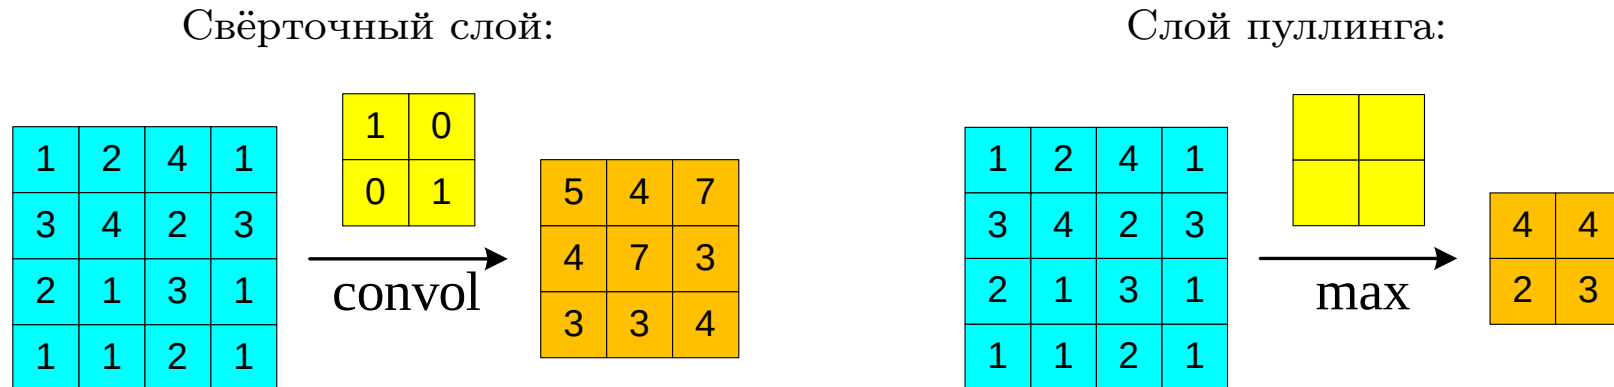 Свёрточный слой:
1 2 4 1
3 4 2 3
2 1 3 1
1 1 2 1
1 0
0 1
convol
5 4 7
4 7 3
3 3 4
Слой пуллинга:
1 2 4 1
3 4 2 3
2 1 3 1
1 1 2 1
max
4 4
2 3